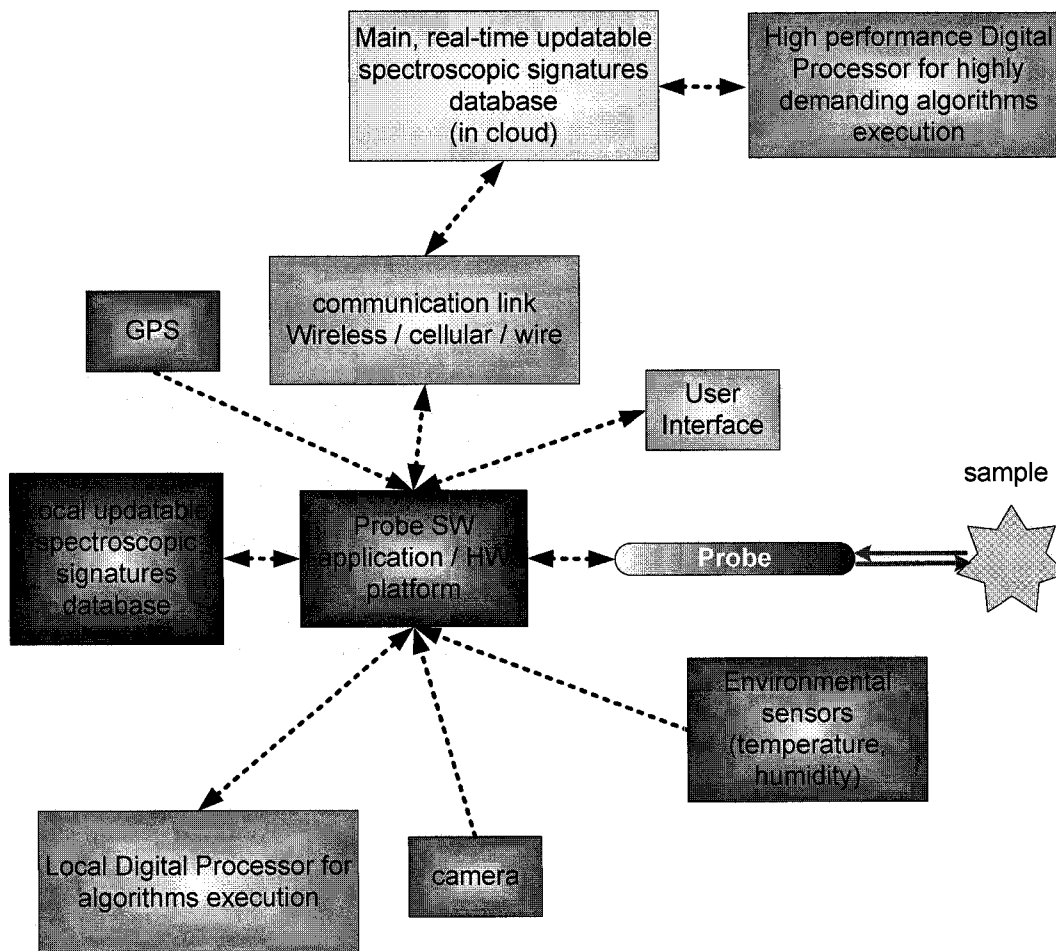 Main, real-time updatable
spectroscopic signatures
database
(in cloud)
High performance Digital
Processor for highly
demanding algorithms
execution
communication link
Wireless / cellular / wire
GPS
User
Interface
sample
Local updatable
spectroscopic
signatures
database
Probe SW
application / HW
platform
Probe
Environmental
sensors
(temperature,
humidity)
Local Digital Processor for
algorithms execution
camera